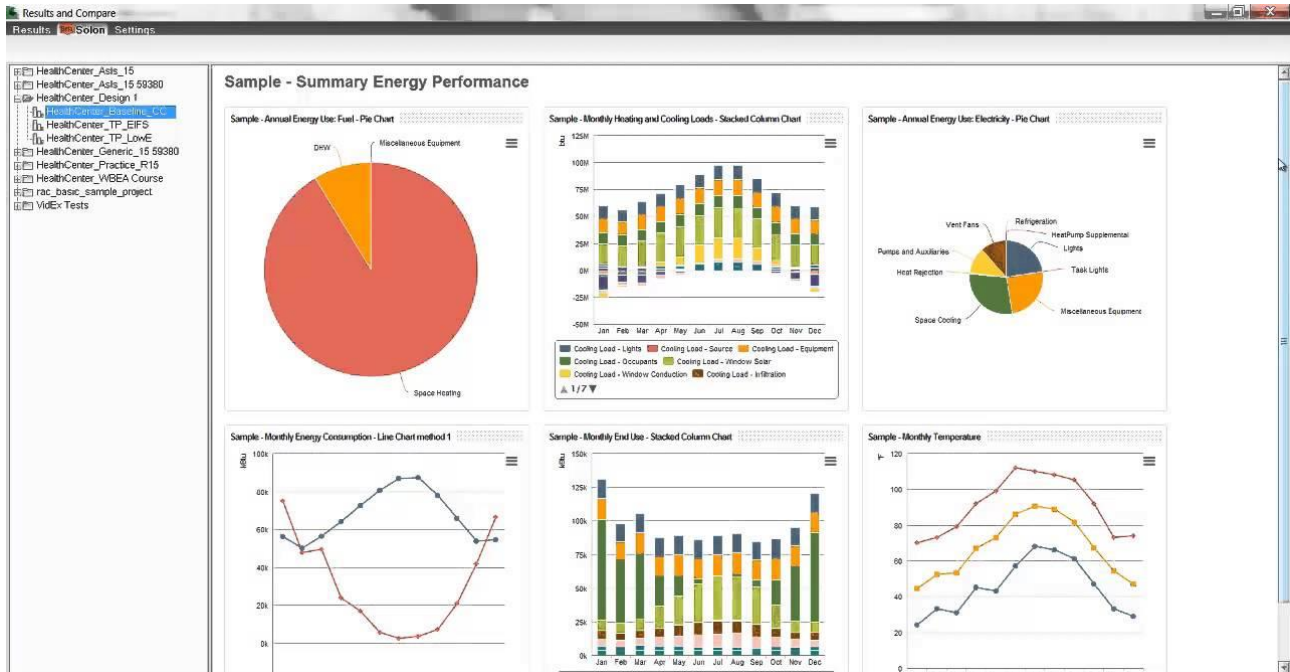 Results and Compare
Results Solon Settings
HealthCenter_AsIs_15
HealthCenter_AsIs_15 59380
HealthCenter_Design 1
HealthCenter_Baseline_CC
HealthCenter_TP_EIFS
HealthCenter_TP_LowE
HealthCenter_Generic_15 59380
HealthCenter_Practice_R15
HealthCenter_WBEA Course
rac_basic_sample_project
VidEx Tests
Sample - Summary Energy Performance
Sample - Annual Energy Use: Fuel - Pie Chart
DHW
Miscellaneous Equipment
Space Heating
Sample - Monthly Heating and Cooling Loads - Stacked Column Chart
Btu
125M
100M
75M
50M
25M
0M
-25M
-50M
Jan Feb Mar Apr May Jun Jul Aug Sep Oct Nov Dec
Cooling Load - Lights Cooling Load - Source Cooling Load - Equipment
Cooling Load - Occupants Cooling Load - Window Solar
Cooling Load - Window Conduction Cooling Load - Infiltration
1/7
Sample - Annual Energy Use: Electricity - Pie Chart
Vent Fans
Refrigeration
HeatPump Supplemental
Lights
Pumps and Auxiliaries
Heat Rejection
Task Lights
Miscellaneous Equipment
Space Cooling
Sample - Monthly Energy Consumption - Line Chart method 1
kBtu
100k
80k
60k
40k
20k
0k
Sample - Monthly End Use - Stacked Column Chart
kBtu
150k
125k
100k
75k
50k
25k
0k
Jan Feb Mar Apr May Jun Jul Aug Sep Oct Nov Dec
Sample - Monthly Temperature
°F
120
100
80
60
40
20
0